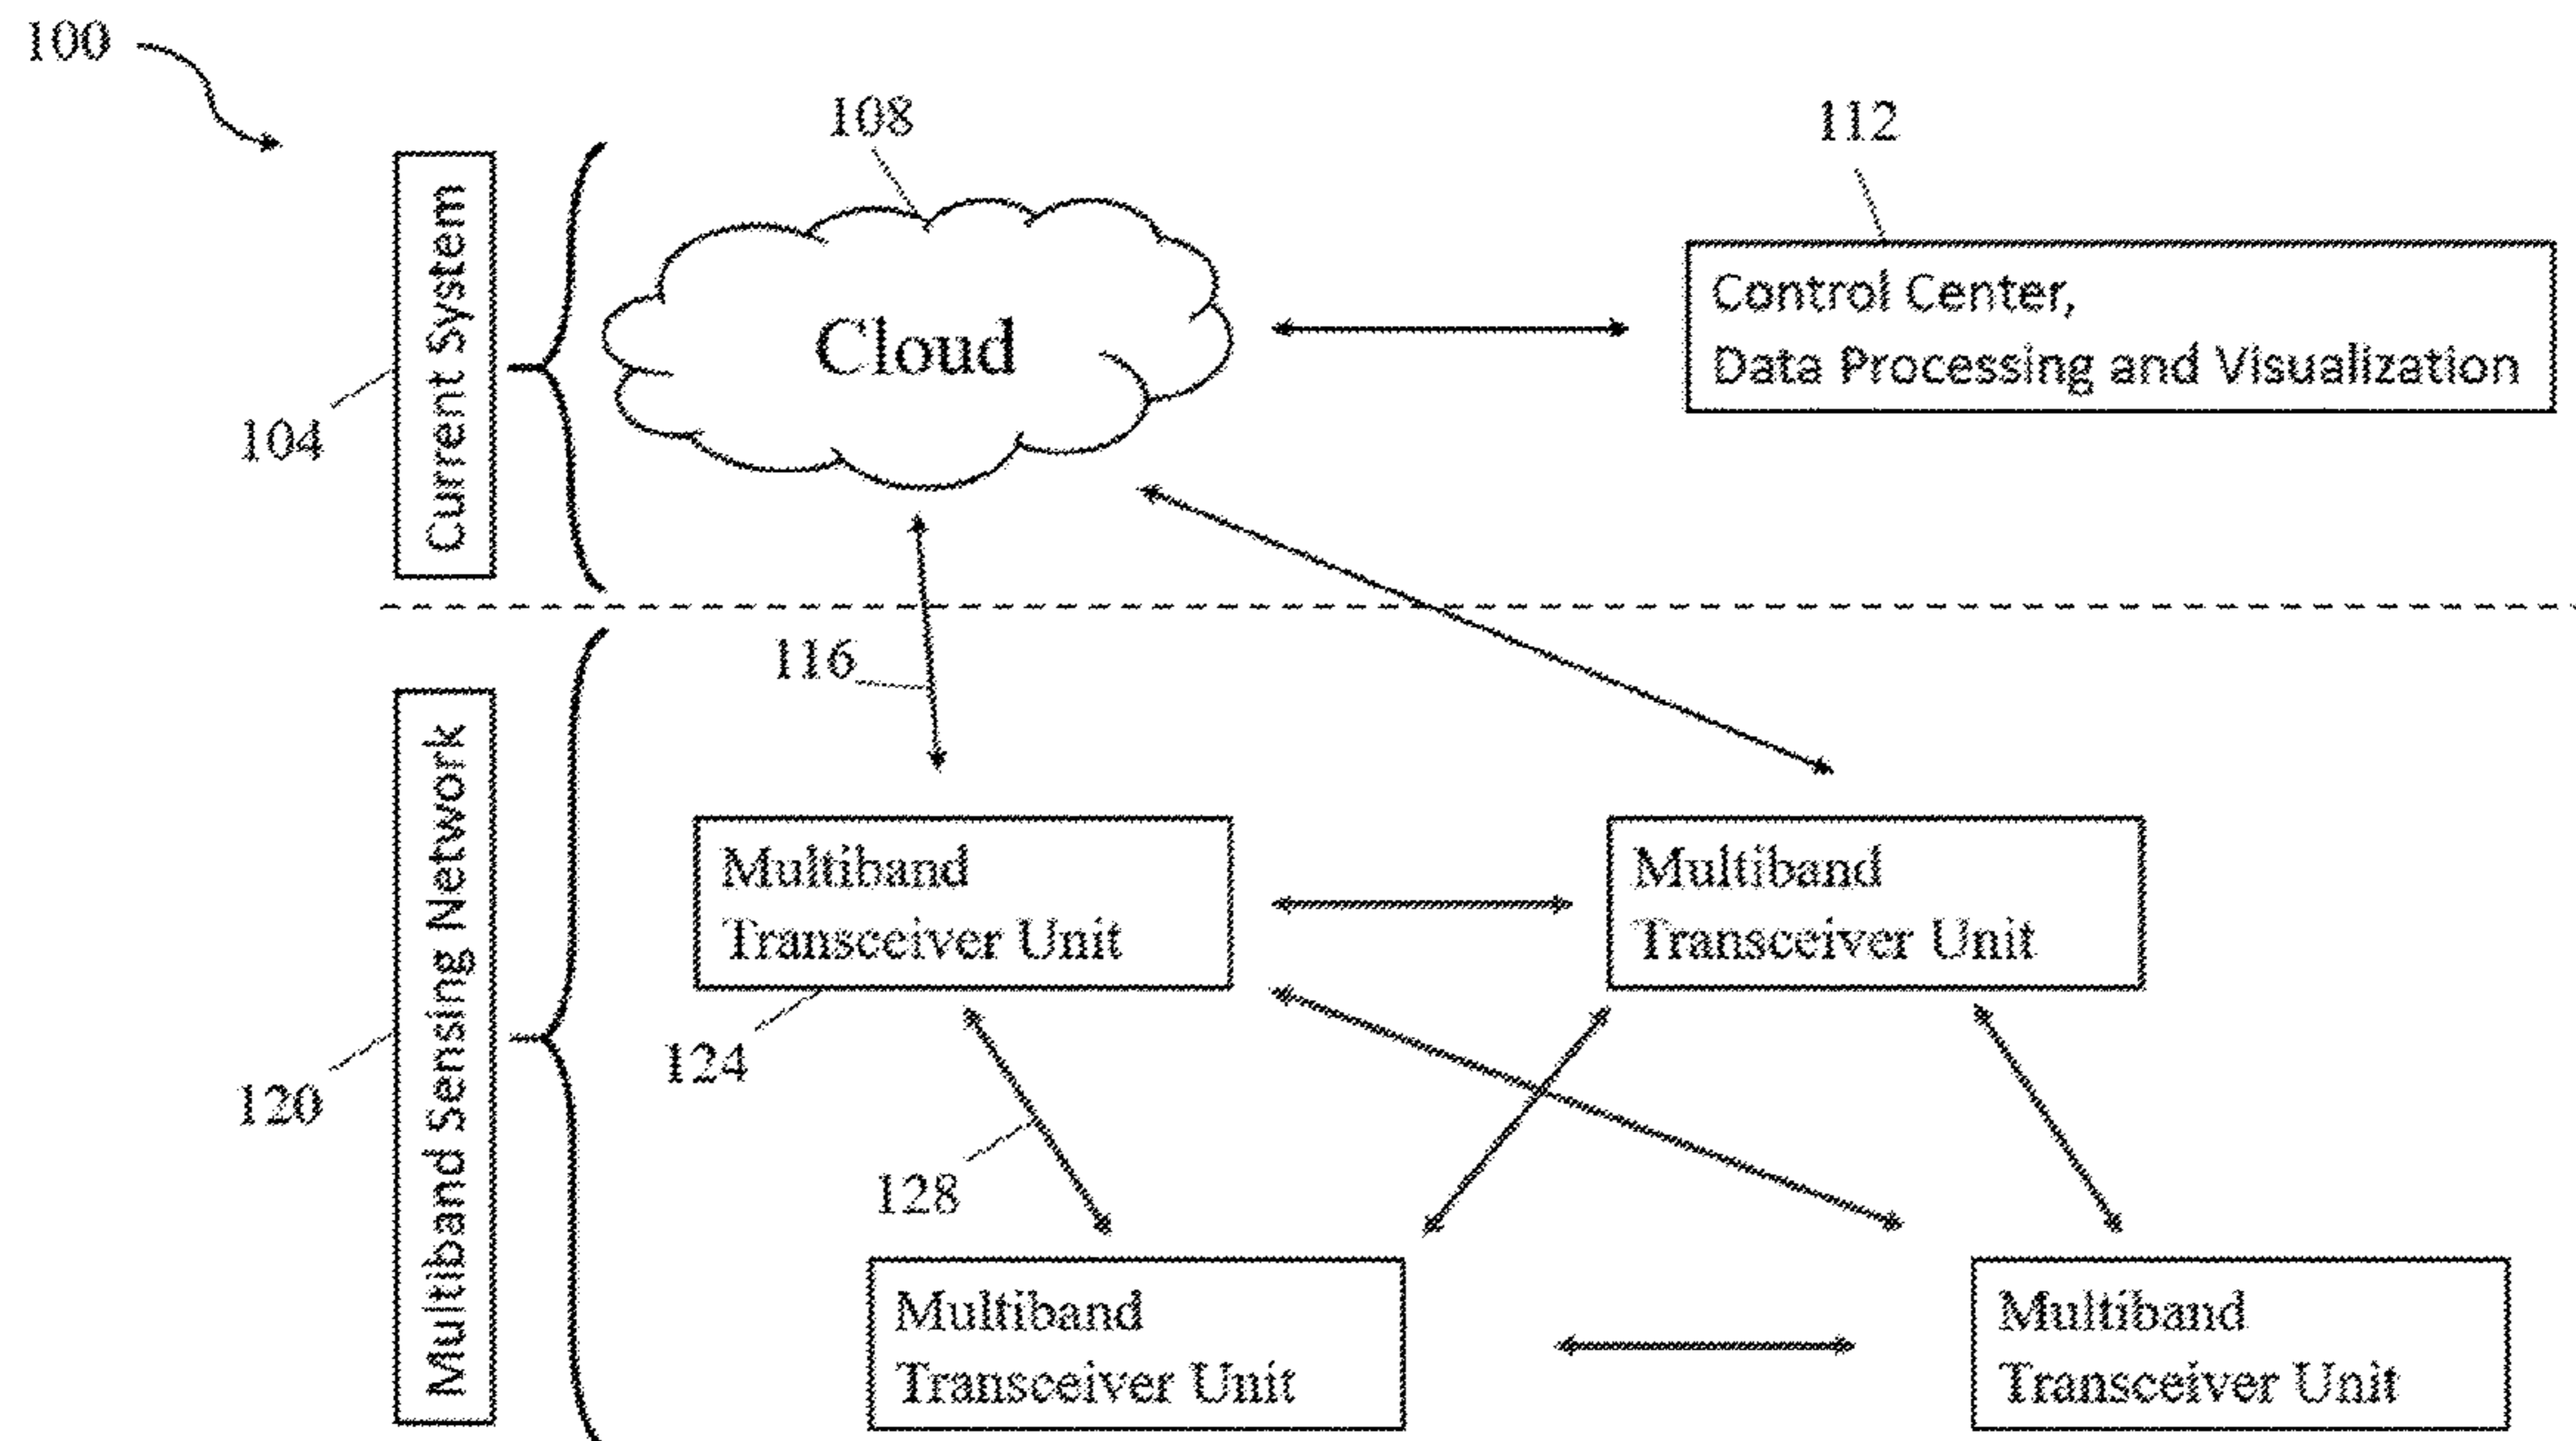 100
108
112
Current System
Cloud
Control Center,
Data Processing and Visualization
104
116
Multiband Sensing Network
Multiband
Transceiver Unit
Multiband
Transceiver Unit
124
120
128
Multiband
Transceiver Unit
Multiband
Transceiver Unit